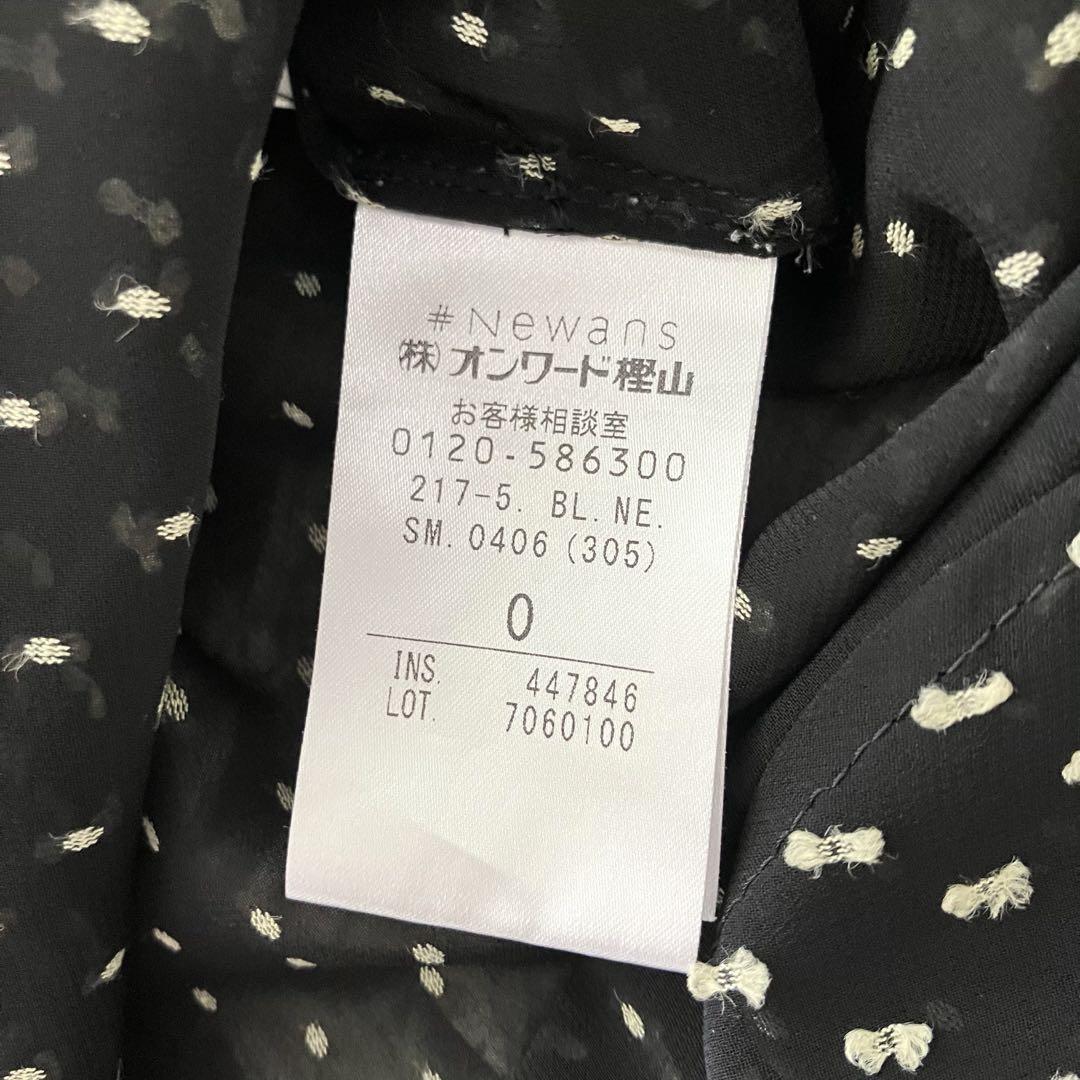 #Newans
(株)オンワード樫山
お客様相談室
0120-586300
217-5. BL. NE.
SM. 0406 (305)
0
INS. 447846
LOT. 7060100